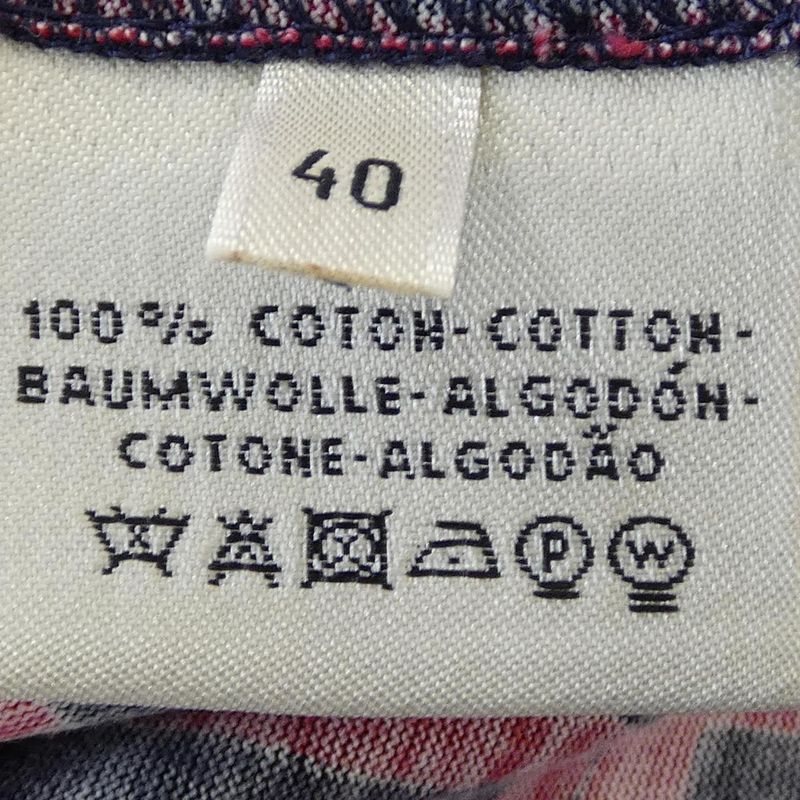 40
100% COTON-COTTON-
BAUMWOLLE-ALGODÓN-
COTONE-ALGODÃO
P W